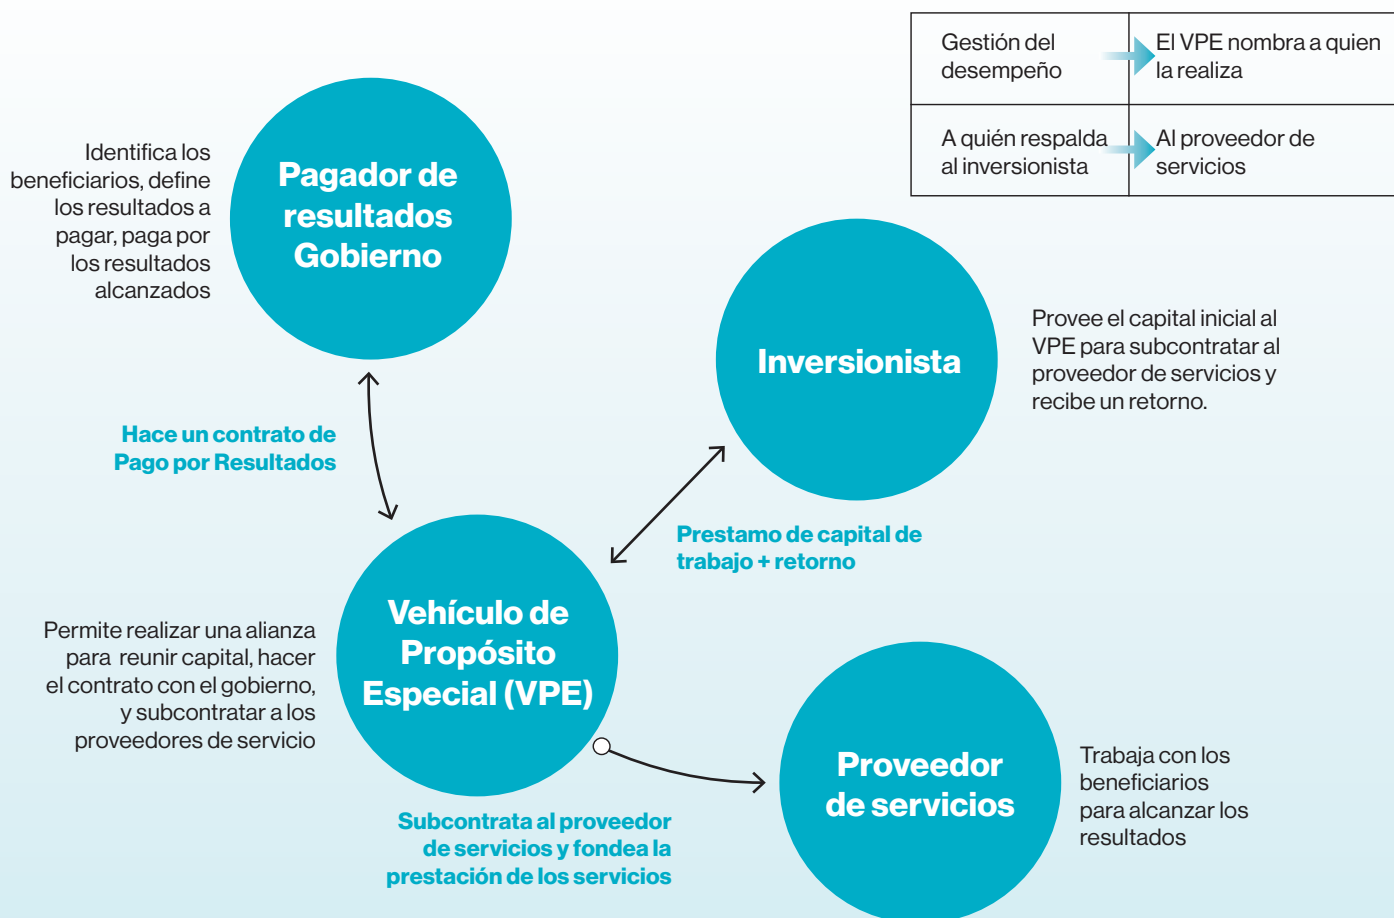 Gestión del
desempeño
El VPE nombra a quien
la realiza
A quién respalda
al inversionista
Al proveedor de
servicios
Identifica los
beneficiarios, define
los resultados a
pagar, paga por
los resultados
alcanzados
Pagador de
resultados
Gobierno
Inversionista
Provee el capital inicial al
VPE para subcontratar al
proveedor de servicios y
recibe un retorno.
Hace un contrato de
Pago por Resultados
Prestamo de capital de
trabajo + retorno
Permite realizar una alianza
para reunir capital, hacer
el contrato con el gobierno,
y subcontratar a los
proveedores de servicio
Vehículo de
Propósito
Especial (VPE)
Subcontrata al proveedor
de servicios y fondea la
prestación de los servicios
Proveedor
de servicios
Trabaja con los
beneficiarios
para alcanzar los
resultados